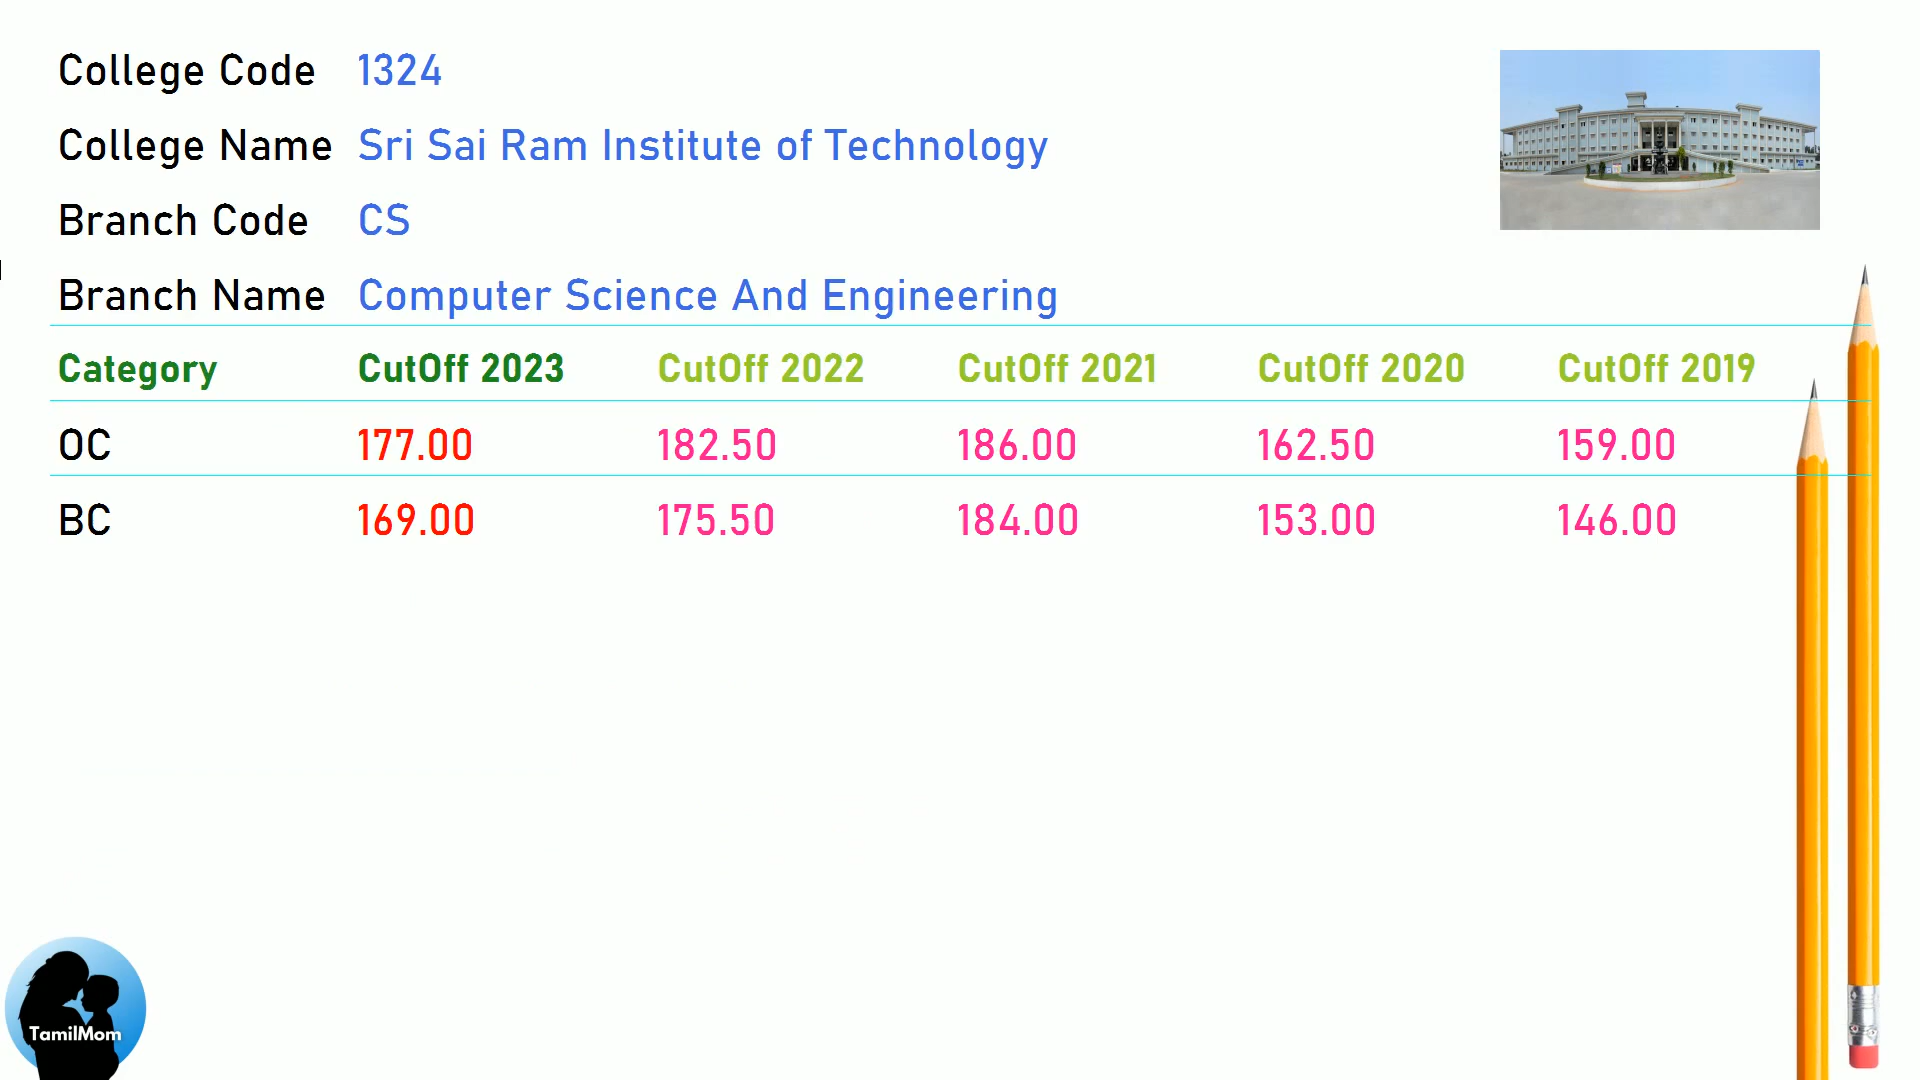 College Code 1324
College Name Sri Sai Ram Institute of Technology
Branch Code CS
Branch Name Computer Science And Engineering
Category CutOff 2023 CutOff 2022 CutOff 2021 CutOff 2020 CutOff 2019
OC 177.00 182.50 186.00 162.50 159.00
BC 169.00 175.50 184.00 153.00 146.00
TamilMom